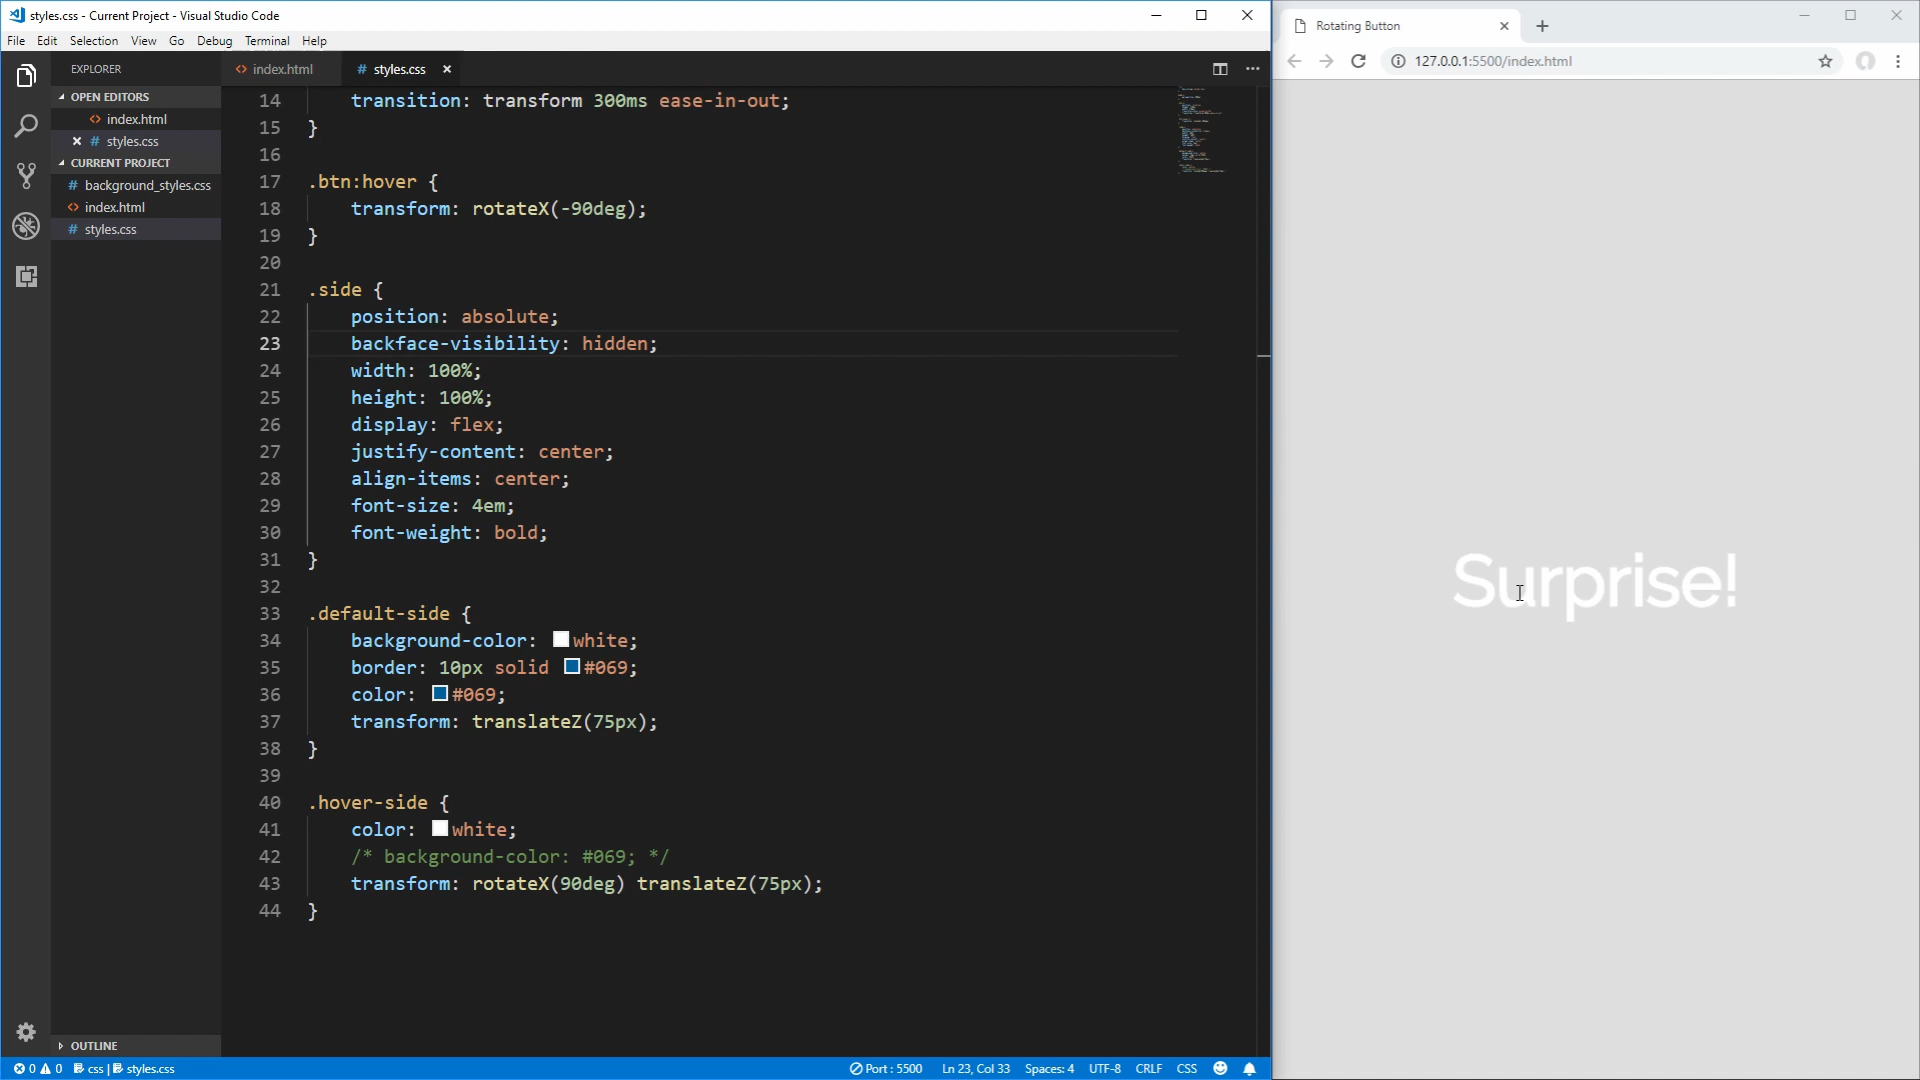 styles.css - Current Project - Visual Studio Code
File Edit Selection View Go Debug Terminal Help
EXPLORER
OPEN EDITORS
index.html
styles.css
CURRENT PROJECT
background_styles.css
index.html
styles.css
OUTLINE
index.html
styles.css
14 transition: transform 300ms ease-in-out;
15 }
16
17 .btn:hover {
18 transform: rotateX(-90deg);
19 }
20
21 .side {
22 position: absolute;
23 backface-visibility: hidden;
24 width: 100%;
25 height: 100%;
26 display: flex;
27 justify-content: center;
28 align-items: center;
29 font-size: 4em;
30 font-weight: bold;
31 }
32
33 .default-side {
34 background-color: white;
35 border: 10px solid #069;
36 color: #069;
37 transform: translateZ(75px);
38 }
39
40 .hover-side {
41 color: white;
42 /* background-color: #069; */
43 transform: rotateX(90deg) translateZ(75px);
44 }
0 0 css | styles.css
Port : 5500 Ln 23, Col 33 Spaces: 4 UTF-8 CRLF CSS
Rotating Button
127.0.0.1:5500/index.html
Surprise!